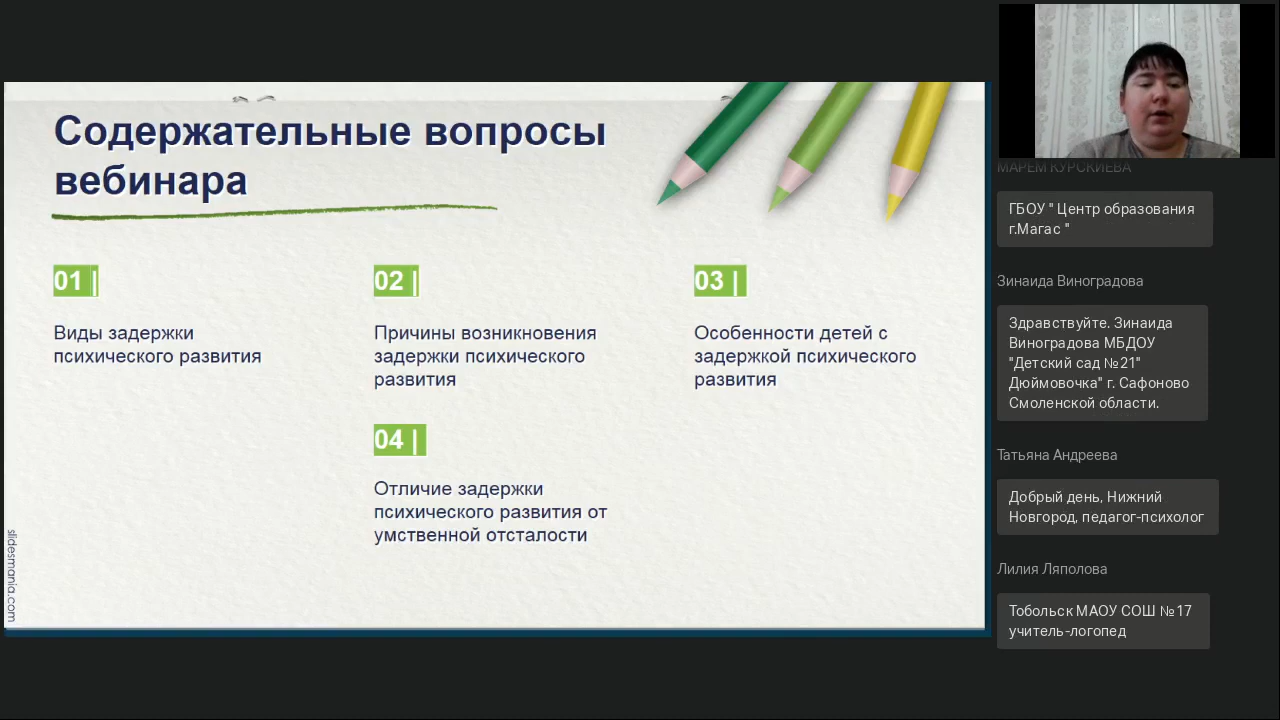 Содержательные вопросы
вебинара
01 |
Виды задержки
психического развития
02 |
Причины возникновения
задержки психического
развития
03 |
Особенности детей с
задержкой психического
развития
04 |
Отличие задержки
психического развития от
умственной отсталости
slidesmania.com
МАРЕМ КУРСКИЕВА
ГБОУ " Центр образования
г.Магас "
Зинаида Виноградова
Здравствуйте. Зинаида
Виноградова МБДОУ
"Детский сад №21"
Дюймовочка" г. Сафоново
Смоленской области.
Татьяна Андреева
Добрый день, Нижний
Новгород, педагог-психолог
Лилия Ляполова
Тобольск МАОУ СОШ №17
учитель-логопед